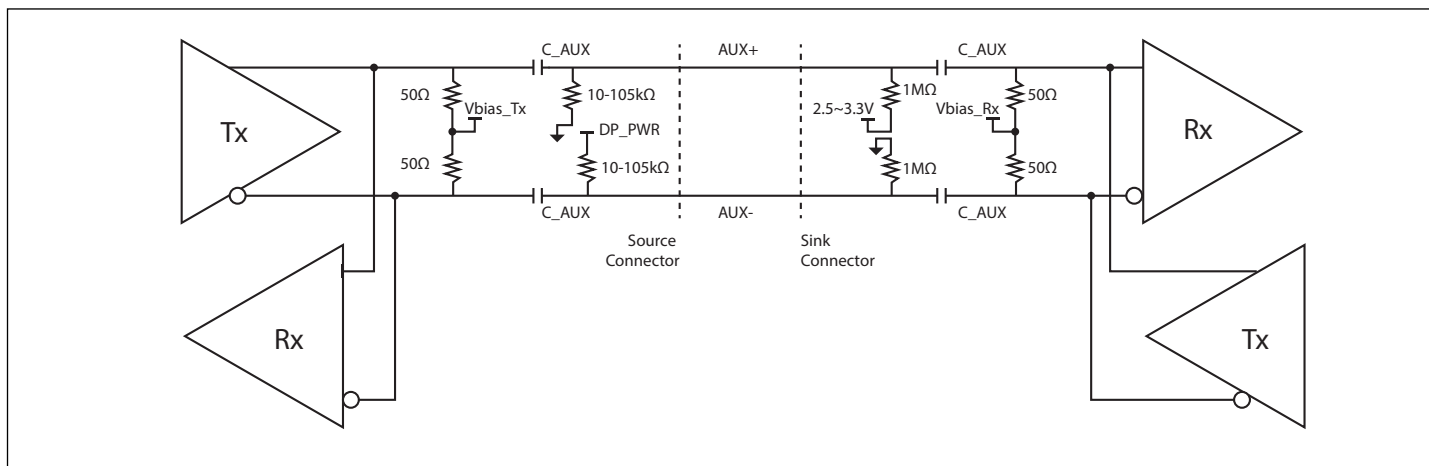 C_AUX
AUX+
C_AUX
50Ω
10-105kΩ
1MΩ
50Ω
Vbias_Tx
2.5~3.3V
Vbias_Rx
Tx
DP_PWR
Rx
50Ω
10-105kΩ
1MΩ
50Ω
C_AUX
AUX-
C_AUX
Source
Connector
Sink
Connector
Rx
Tx